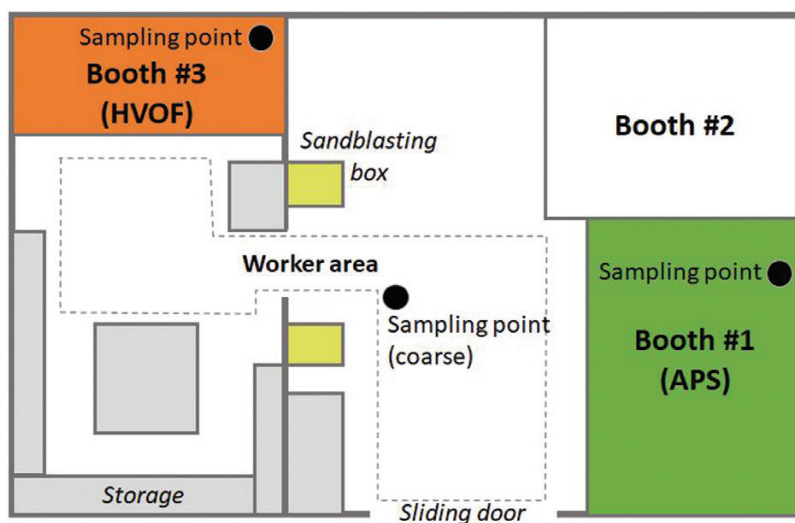 Sampling point
Booth #3
(HVOF)
Sandblasting
box
Booth #2
Worker area
Sampling point
(coarse)
Sampling point
Booth #1
(APS)
Storage
Sliding door